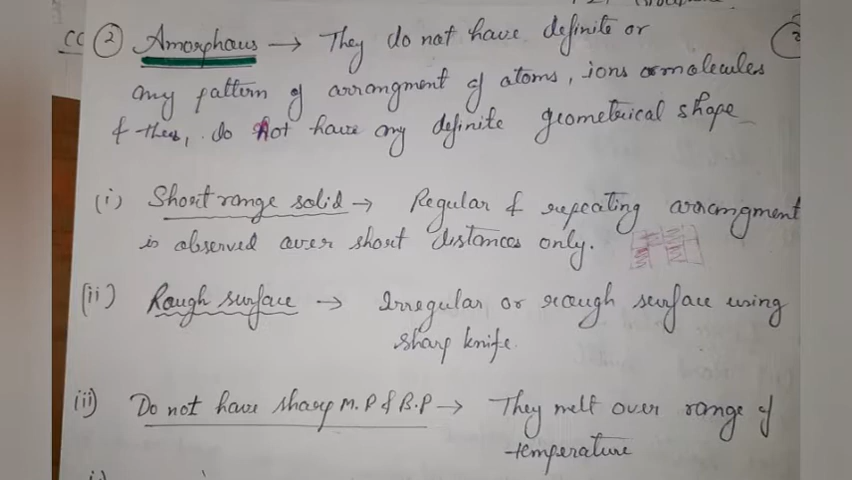 ② Amorphous → They do not have definite or
any pattern of arrangment of atoms, ions or molecules
& thus, do not have any definite geometrical shape
(i) Short range solid → Regular & repeating arrangment
is observed over short distances only.
(ii) Rough surface → Irregular or rough surface using
sharp knife.
iii) Do not have sharp M.P & B.P → They melt over range of
temperature